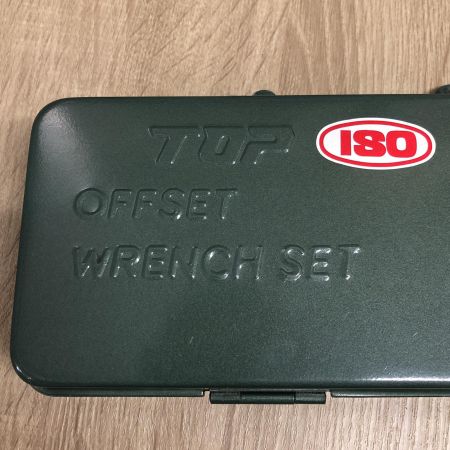 TOP
ISO
OFFSET
WRENCH SET